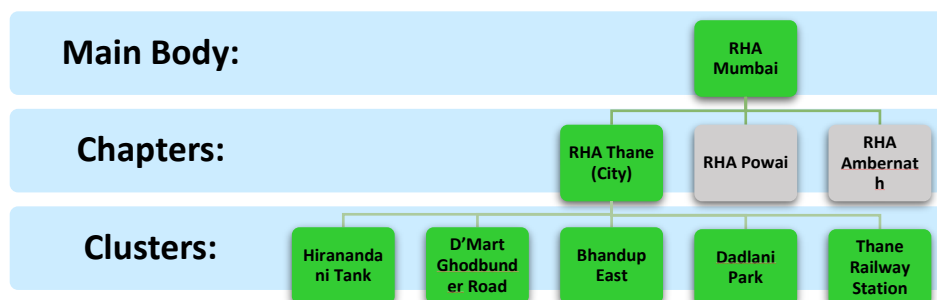 Main Body:
RHA
Mumbai
Chapters:
RHA Thane
(City)
RHA Powai
RHA
Ambernat
h
Clusters:
Hirananda
ni Tank
D'Mart
Ghodbund
er Road
Bhandup
East
Dadlani
Park
Thane
Railway
Station